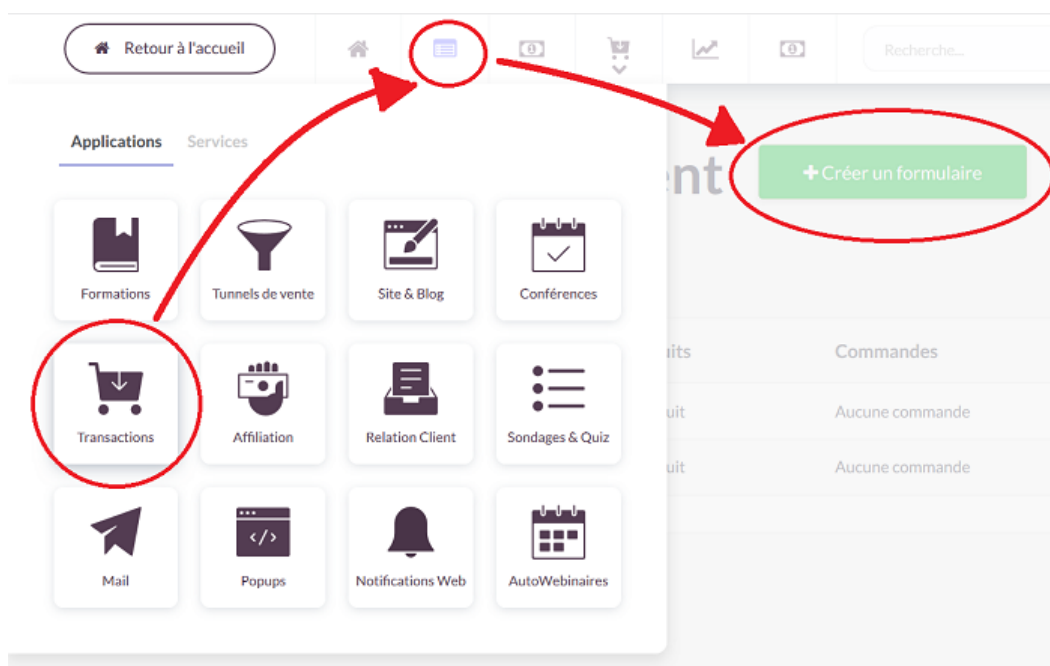 Retour à l'accueil
Recherche...
Applications Services
ent
+ Créer un formulaire
Formations Tunnels de vente Site & Blog Conférences
uits Commandes
Transactions Affiliation Relation Client Sondages & Quiz
uit Aucune commande
uit Aucune commande
Mail Popups Notifications Web AutoWebinaires